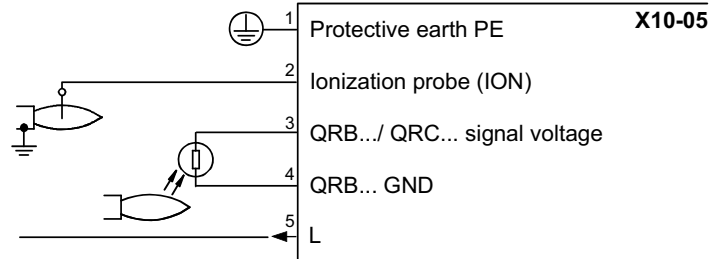 X10-05
1 Protective earth PE
2 Ionization probe (ION)
3 QRB.../ QRC... signal voltage
4 QRB... GND
5 L